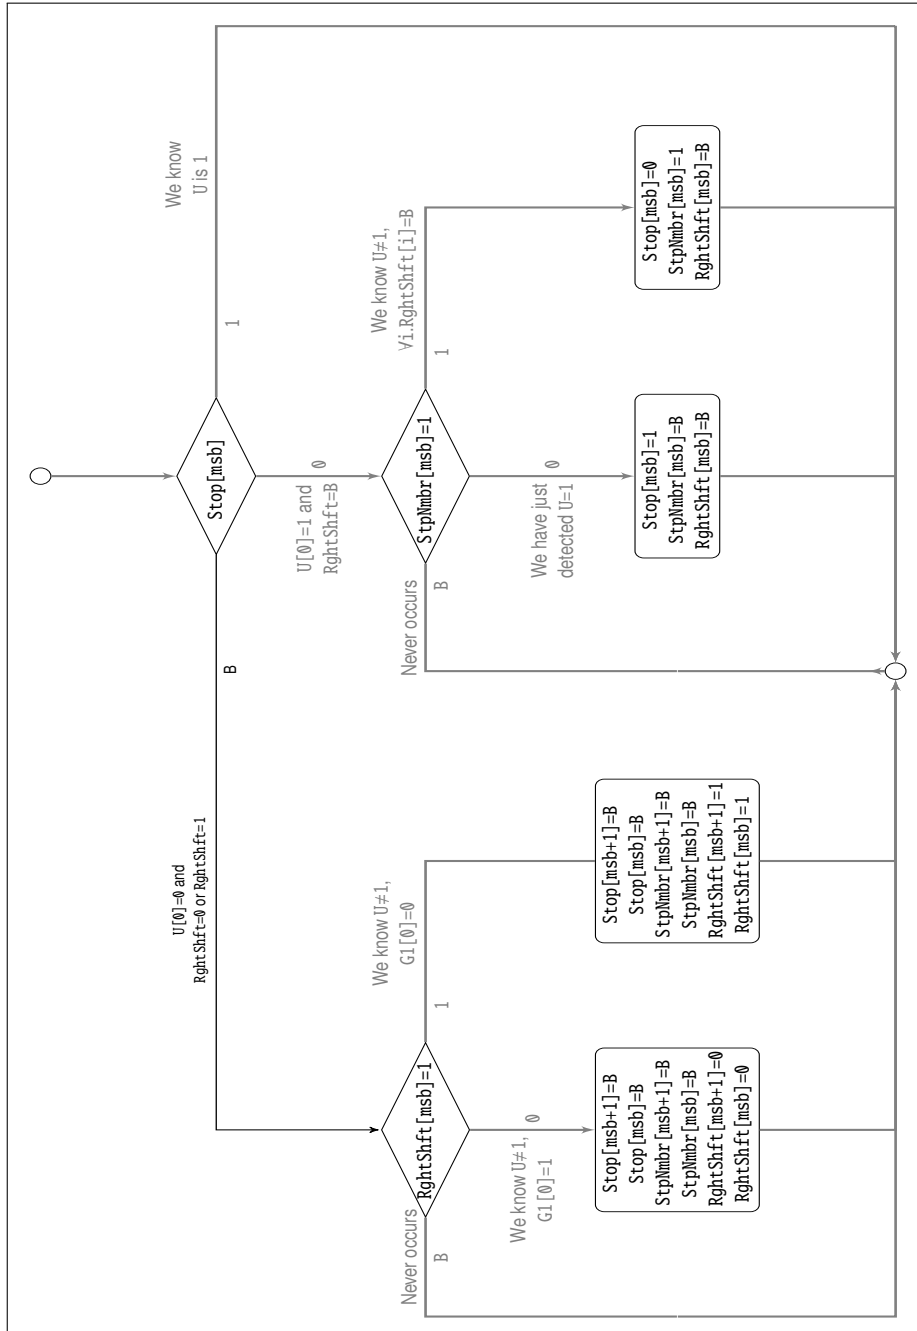 We know
U is 1
1
Stop[msb]
B
U[0]=0 and
RghtShft=0 or RghtShft=1
0
U[0]=1 and
RghtShft=B
We know U≠1,
∀i.RghtShft[i]=B
1
StpNmbr[msb]=1
Never occurs
B
0
We have just
detected U=1
Stop[msb]=0
StpNmbr[msb]=1
RghtShft[msb]=B
Stop[msb]=1
StpNmbr[msb]=B
RghtShft[msb]=B
We know U≠1,
G1[0]=0
1
RghtShft[msb]=1
Never occurs
B
0
We know U≠1,
G1[0]=1
Stop[msb+1]=B
Stop[msb]=B
StpNmbr[msb+1]=B
StpNmbr[msb]=B
RghtShft[msb+1]=1
RghtShft[msb]=1
Stop[msb+1]=B
Stop[msb]=B
StpNmbr[msb+1]=B
StpNmbr[msb]=B
RghtShft[msb+1]=0
RghtShft[msb]=0